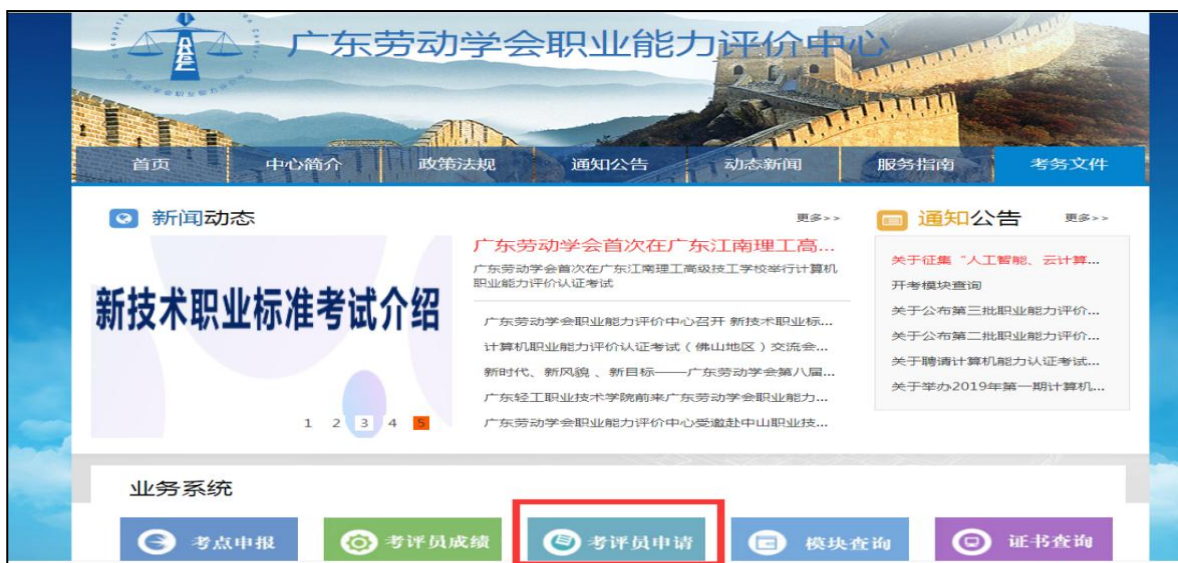 广东劳动学会职业能力评价中心
首页 中心简介 政策法规 通知公告 动态新闻 服务指南 考务文件
新闻动态 更多>>
新技术职业标准考试介绍
1 2 3 4 5
广东劳动学会首次在广东江南理工高...
广东劳动学会首次在广东江南理工高级技工学校举行计算机
职业能力评价认证考试
广东劳动学会职业能力评价中心召开 新技术职业标...
计算机职业能力评价认证考试（佛山地区）交流会...
新时代、新风貌 、新目标——广东劳动学会第八届...
广东轻工职业技术学院前来广东劳动学会职业能力...
广东劳动学会职业能力评价中心受邀赴中山职业技...
通知公告 更多>>
关于征集“人工智能、云计算...
开考模块查询
关于公布第三批职业能力评价...
关于公布第二批职业能力评价...
关于聘请计算机能力认证考试...
关于举办2019年第一期计算机...
业务系统
考点申报 考评员成绩 考评员申请 模块查询 证书查询